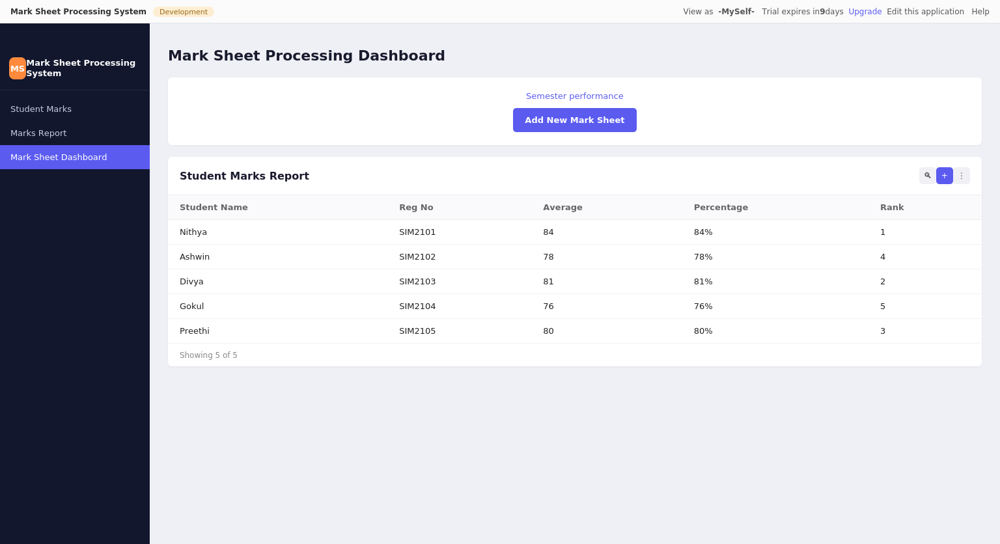 Mark Sheet Processing System Development View as -MySelf- Trial expires in9days Upgrade Edit this application Help
MS Mark Sheet Processing
System
Student Marks
Marks Report
Mark Sheet Dashboard
Mark Sheet Processing Dashboard
Semester performance
Add New Mark Sheet
Student Marks Report + ⋮
Student Name Reg No Average Percentage Rank
Nithya SIM2101 84 84% 1
Ashwin SIM2102 78 78% 4
Divya SIM2103 81 81% 2
Gokul SIM2104 76 76% 5
Preethi SIM2105 80 80% 3
Showing 5 of 5